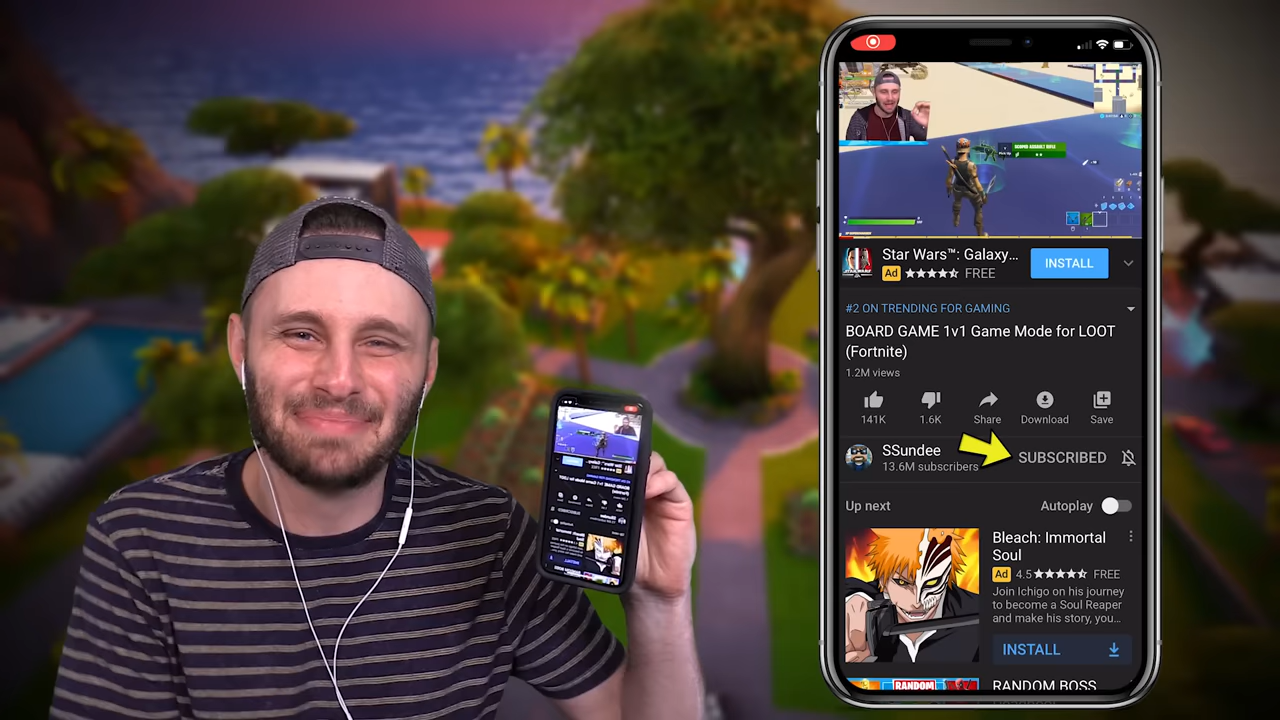 SCOPED ASSAULT RIFLE
Star Wars™: Galaxy...
INSTALL
Ad
FREE
#2 ON TRENDING FOR GAMING
BOARD GAME 1v1 Game Mode for LOOT
(Fortnite)
1.2M views
141K
1.6K
Share
Download
Save
SSundee
13.6M subscribers
SUBSCRIBED
Up next
Autoplay
Bleach: Immortal
Soul
Ad 4.5 FREE
Join Ichigo on his journey
to become a Soul Reaper
and make his story, you...
INSTALL
RANDOM
RANDOM BOSS